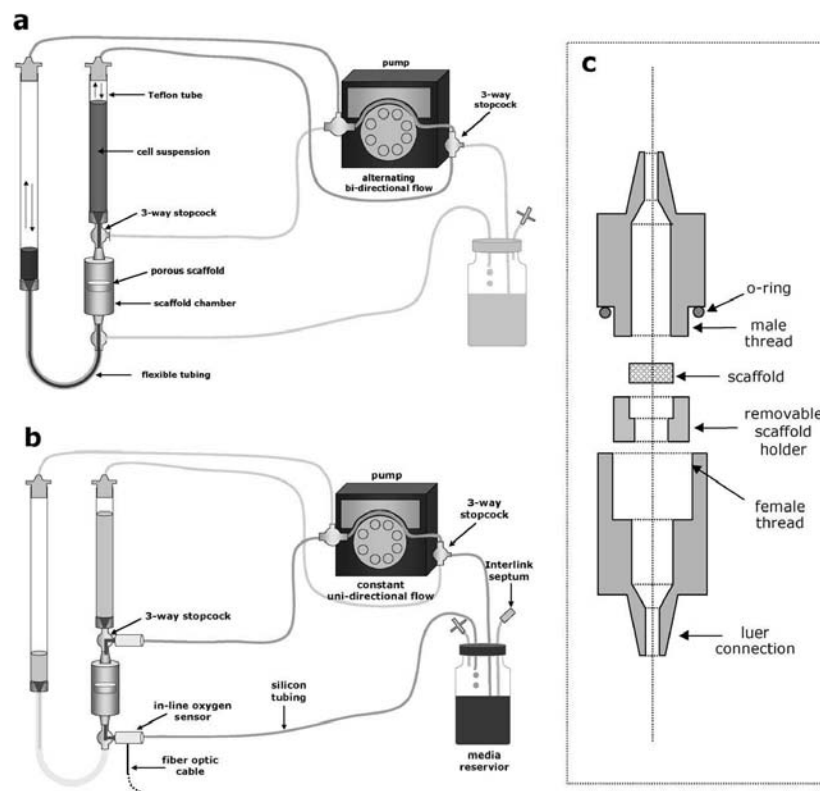 a
pump
Teflon tube
3-way
stopcock
cell suspension
alternating
bi-directional flow
3-way stopcock
porous scaffold
scaffold chamber
flexible tubing
b
pump
3-way
stopcock
Interlink
septum
constant
uni-directional flow
3-way stopcock
silicon
tubing
in-line oxygen
sensor
fiber optic
cable
media
reservior
c
o-ring
male
thread
scaffold
removable
scaffold
holder
female
thread
luer
connection